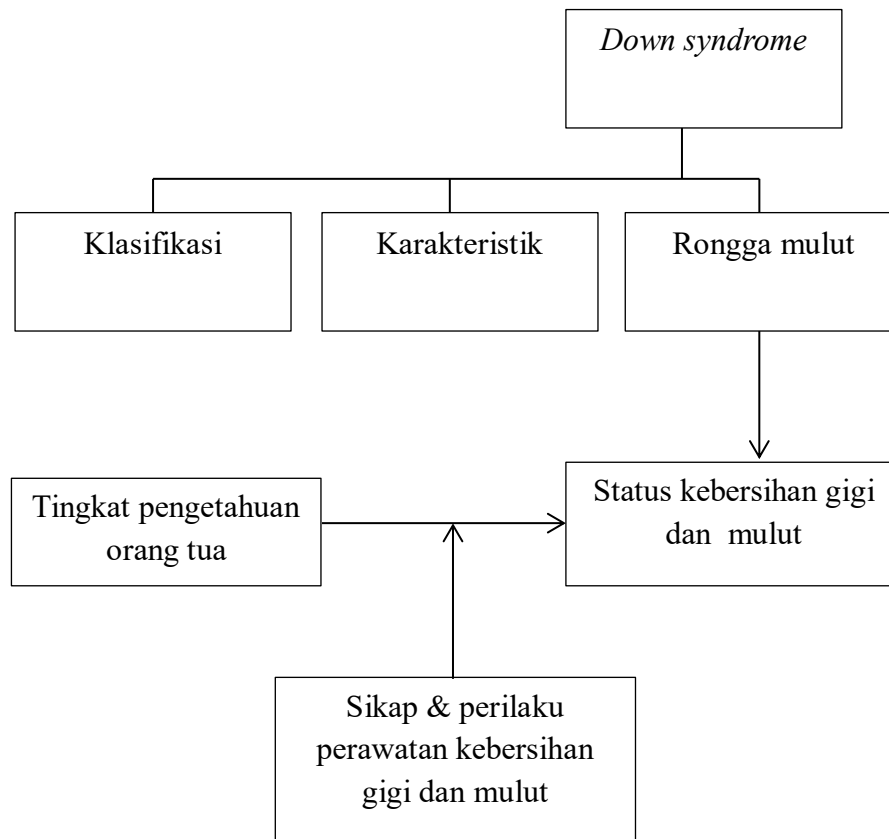 Down syndrome
Klasifikasi
Karakteristik
Rongga mulut
Tingkat pengetahuan
orang tua
Status kebersihan gigi
dan mulut
Sikap & perilaku
perawatan kebersihan
gigi dan mulut